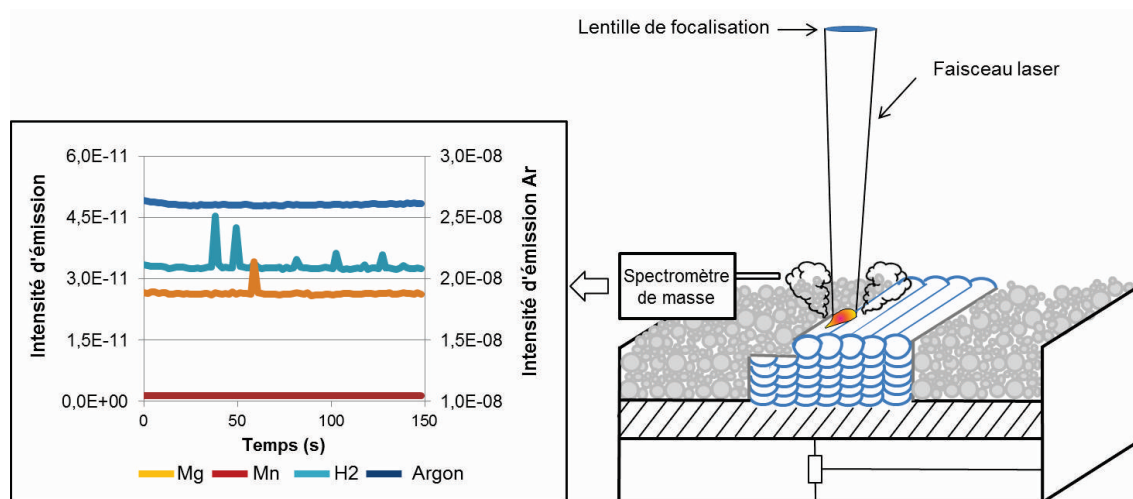 Lentille de focalisation
Faisceau laser
Spectromètre
de masse
Intensité d'émission
6,0E-11
4,5E-11
3,0E-11
1,5E-11
0,0E+00
3,0E-08
2,5E-08
2,0E-08
1,5E-08
1,0E-08
Intensité d'émission Ar
0 50 100 150
Temps (s)
Mg Mn H2 Argon